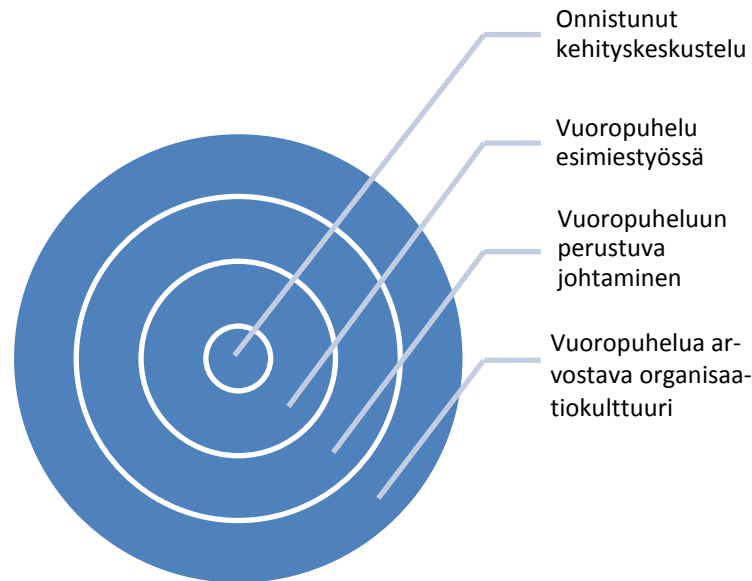 Onnistunut
kehityskeskustelu
Vuoropuhelu
esimiestyössä
Vuoropuheluun
perustuva
johtaminen
Vuoropuhelua ar-
vostava organisaa-
tiokulttuuri